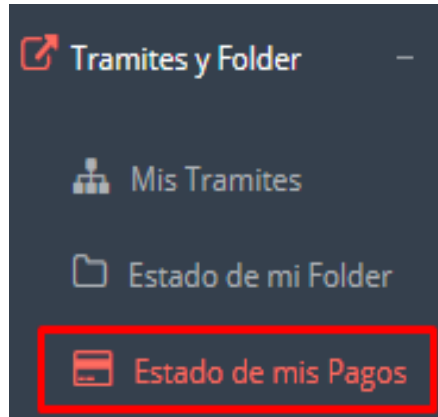 Tramites y Folder
Mis Tramites
Estado de mi Folder
Estado de mis Pagos